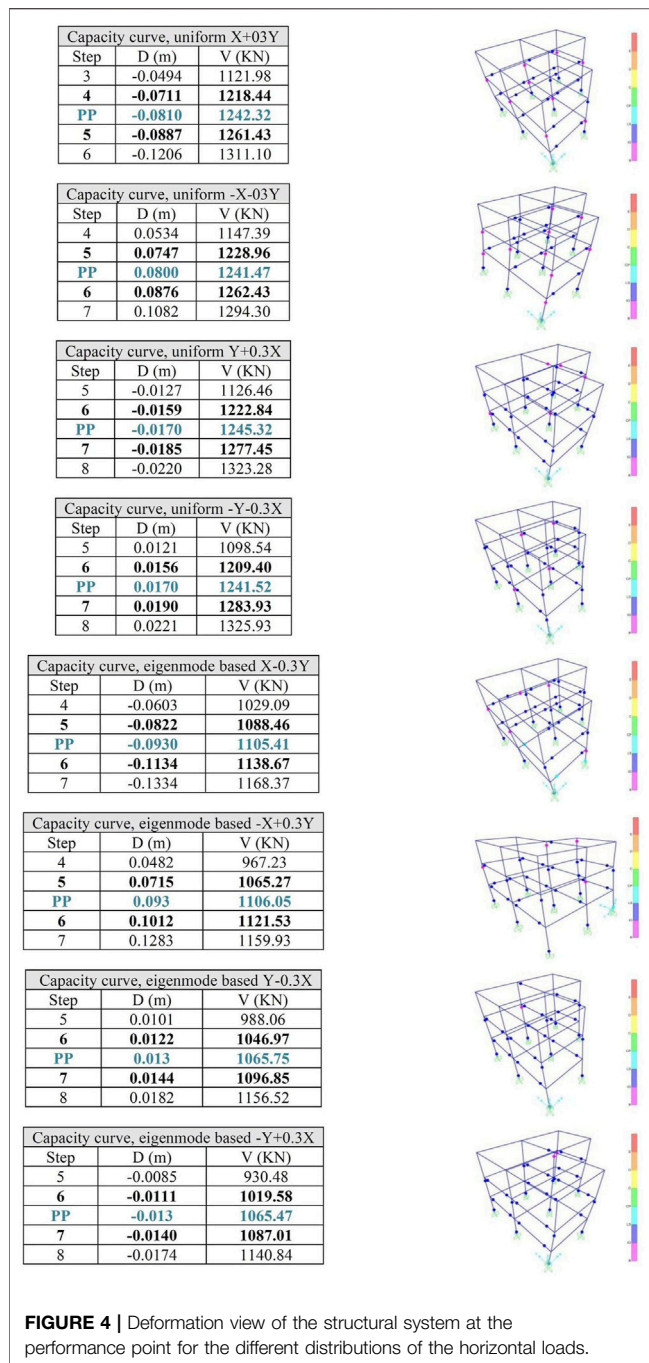 Capacity curve, uniform X+03Y
Step D (m) V (KN)
3 -0.0494 1121.98
4 -0.0711 1218.44
PP -0.0810 1242.32
5 -0.0887 1261.43
6 -0.1206 1311.10
Capacity curve, uniform -X-03Y
Step D (m) V (KN)
4 0.0534 1147.39
5 0.0747 1228.96
PP 0.0800 1241.47
6 0.0876 1262.43
7 0.1082 1294.30
Capacity curve, uniform Y+0.3X
Step D (m) V (KN)
5 -0.0127 1126.46
6 -0.0159 1222.84
PP -0.0170 1245.32
7 -0.0185 1277.45
8 -0.0220 1323.28
Capacity curve, uniform -Y-0.3X
Step D (m) V (KN)
5 0.0121 1098.54
6 0.0156 1209.40
PP 0.0170 1241.52
7 0.0190 1283.93
8 0.0221 1325.93
Capacity curve, eigenmode based X-0.3Y
Step D (m) V (KN)
4 -0.0603 1029.09
5 -0.0822 1088.46
PP -0.0930 1105.41
6 -0.1134 1138.67
7 -0.1334 1168.37
Capacity curve, eigenmode based -X+0.3Y
Step D (m) V (KN)
4 0.0482 967.23
5 0.0715 1065.27
PP 0.093 1106.05
6 0.1012 1121.53
7 0.1283 1159.93
Capacity curve, eigenmode based Y-0.3X
Step D (m) V (KN)
5 0.0101 988.06
6 0.0122 1046.97
PP 0.013 1065.75
7 0.0144 1096.85
8 0.0182 1156.52
Capacity curve, eigenmode based -Y+0.3X
Step D (m) V (KN)
5 -0.0085 930.48
6 -0.0111 1019.58
PP -0.013 1065.47
7 -0.0140 1087.01
8 -0.0174 1140.84
FIGURE 4 | Deformation view of the structural system at the
performance point for the different distributions of the horizontal loads.